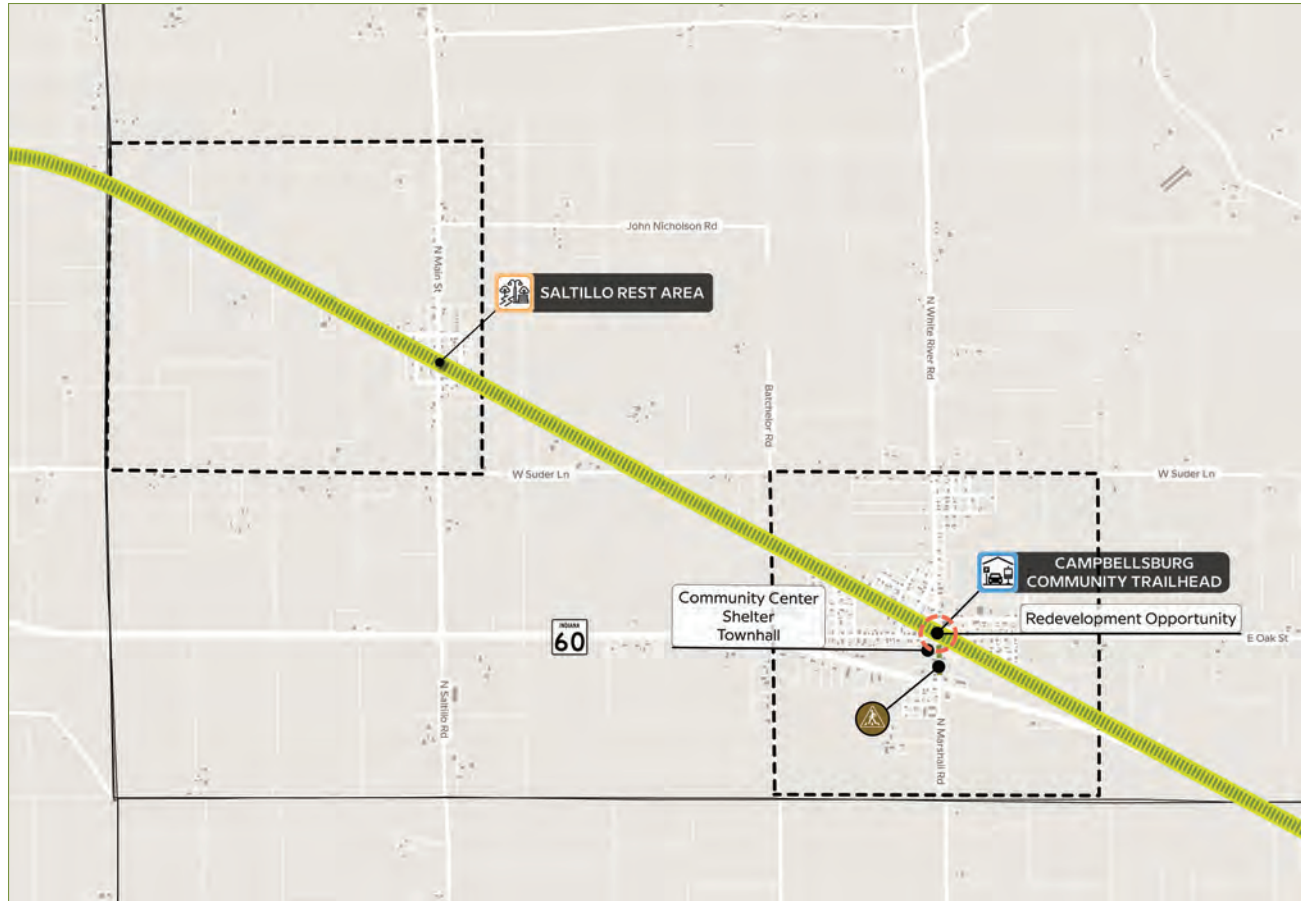 John Nicholson Rd
N Main St
SALTILLO REST AREA
N White River Rd
Batchelor Rd
W Suder Ln
W Suder Ln
CAMPBELLSBURG
COMMUNITY TRAILHEAD
Community Center
Shelter
Townhall
Redevelopment Opportunity
INDIANA
60
E Oak St
N Saltillo Rd
N Marshall Rd